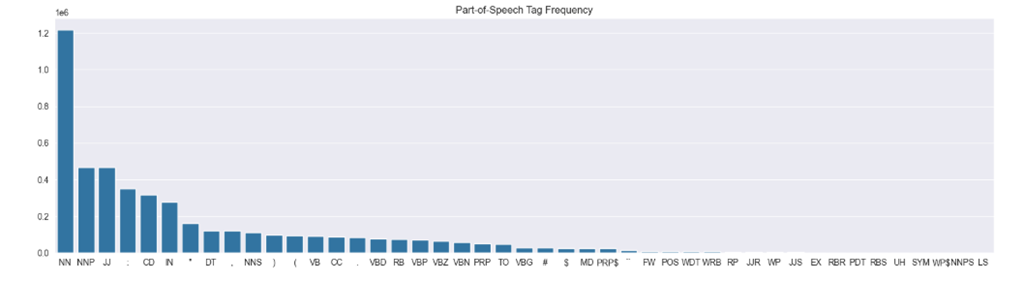 Part-of-Speech Tag Frequency
1e6
1.2
1.0
0.8
0.6
0.4
0.2
0.0
NN NNP JJ : CD IN " DT , NNS ) ( VB CC . VBD RB VBP VBZ VBN PRP TO VBG # $ MD PRP$ `` FW POS WDT WRB RP JJR WP JJS EX RBR PDT RBS UH SYM WP$ NNPS LS